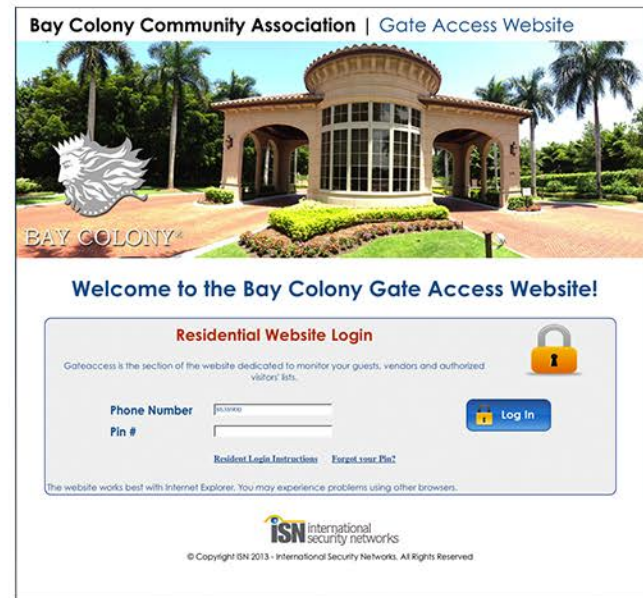 Bay Colony Community Association | Gate Access Website
BAY COLONY®
Welcome to the Bay Colony Gate Access Website!
Residential Website Login
Gateaccess is the section of the website dedicated to monitor your guests, vendors and authorized
visitors' lists.
Phone Number
Log In
Pin #
Resident Login Instructions Forgot your Pin?
The website works best with Internet Explorer. You may experience problems using other browsers.
ISN international
security networks
© Copyright ISN 2013 - International Security Networks. All Rights Reserved